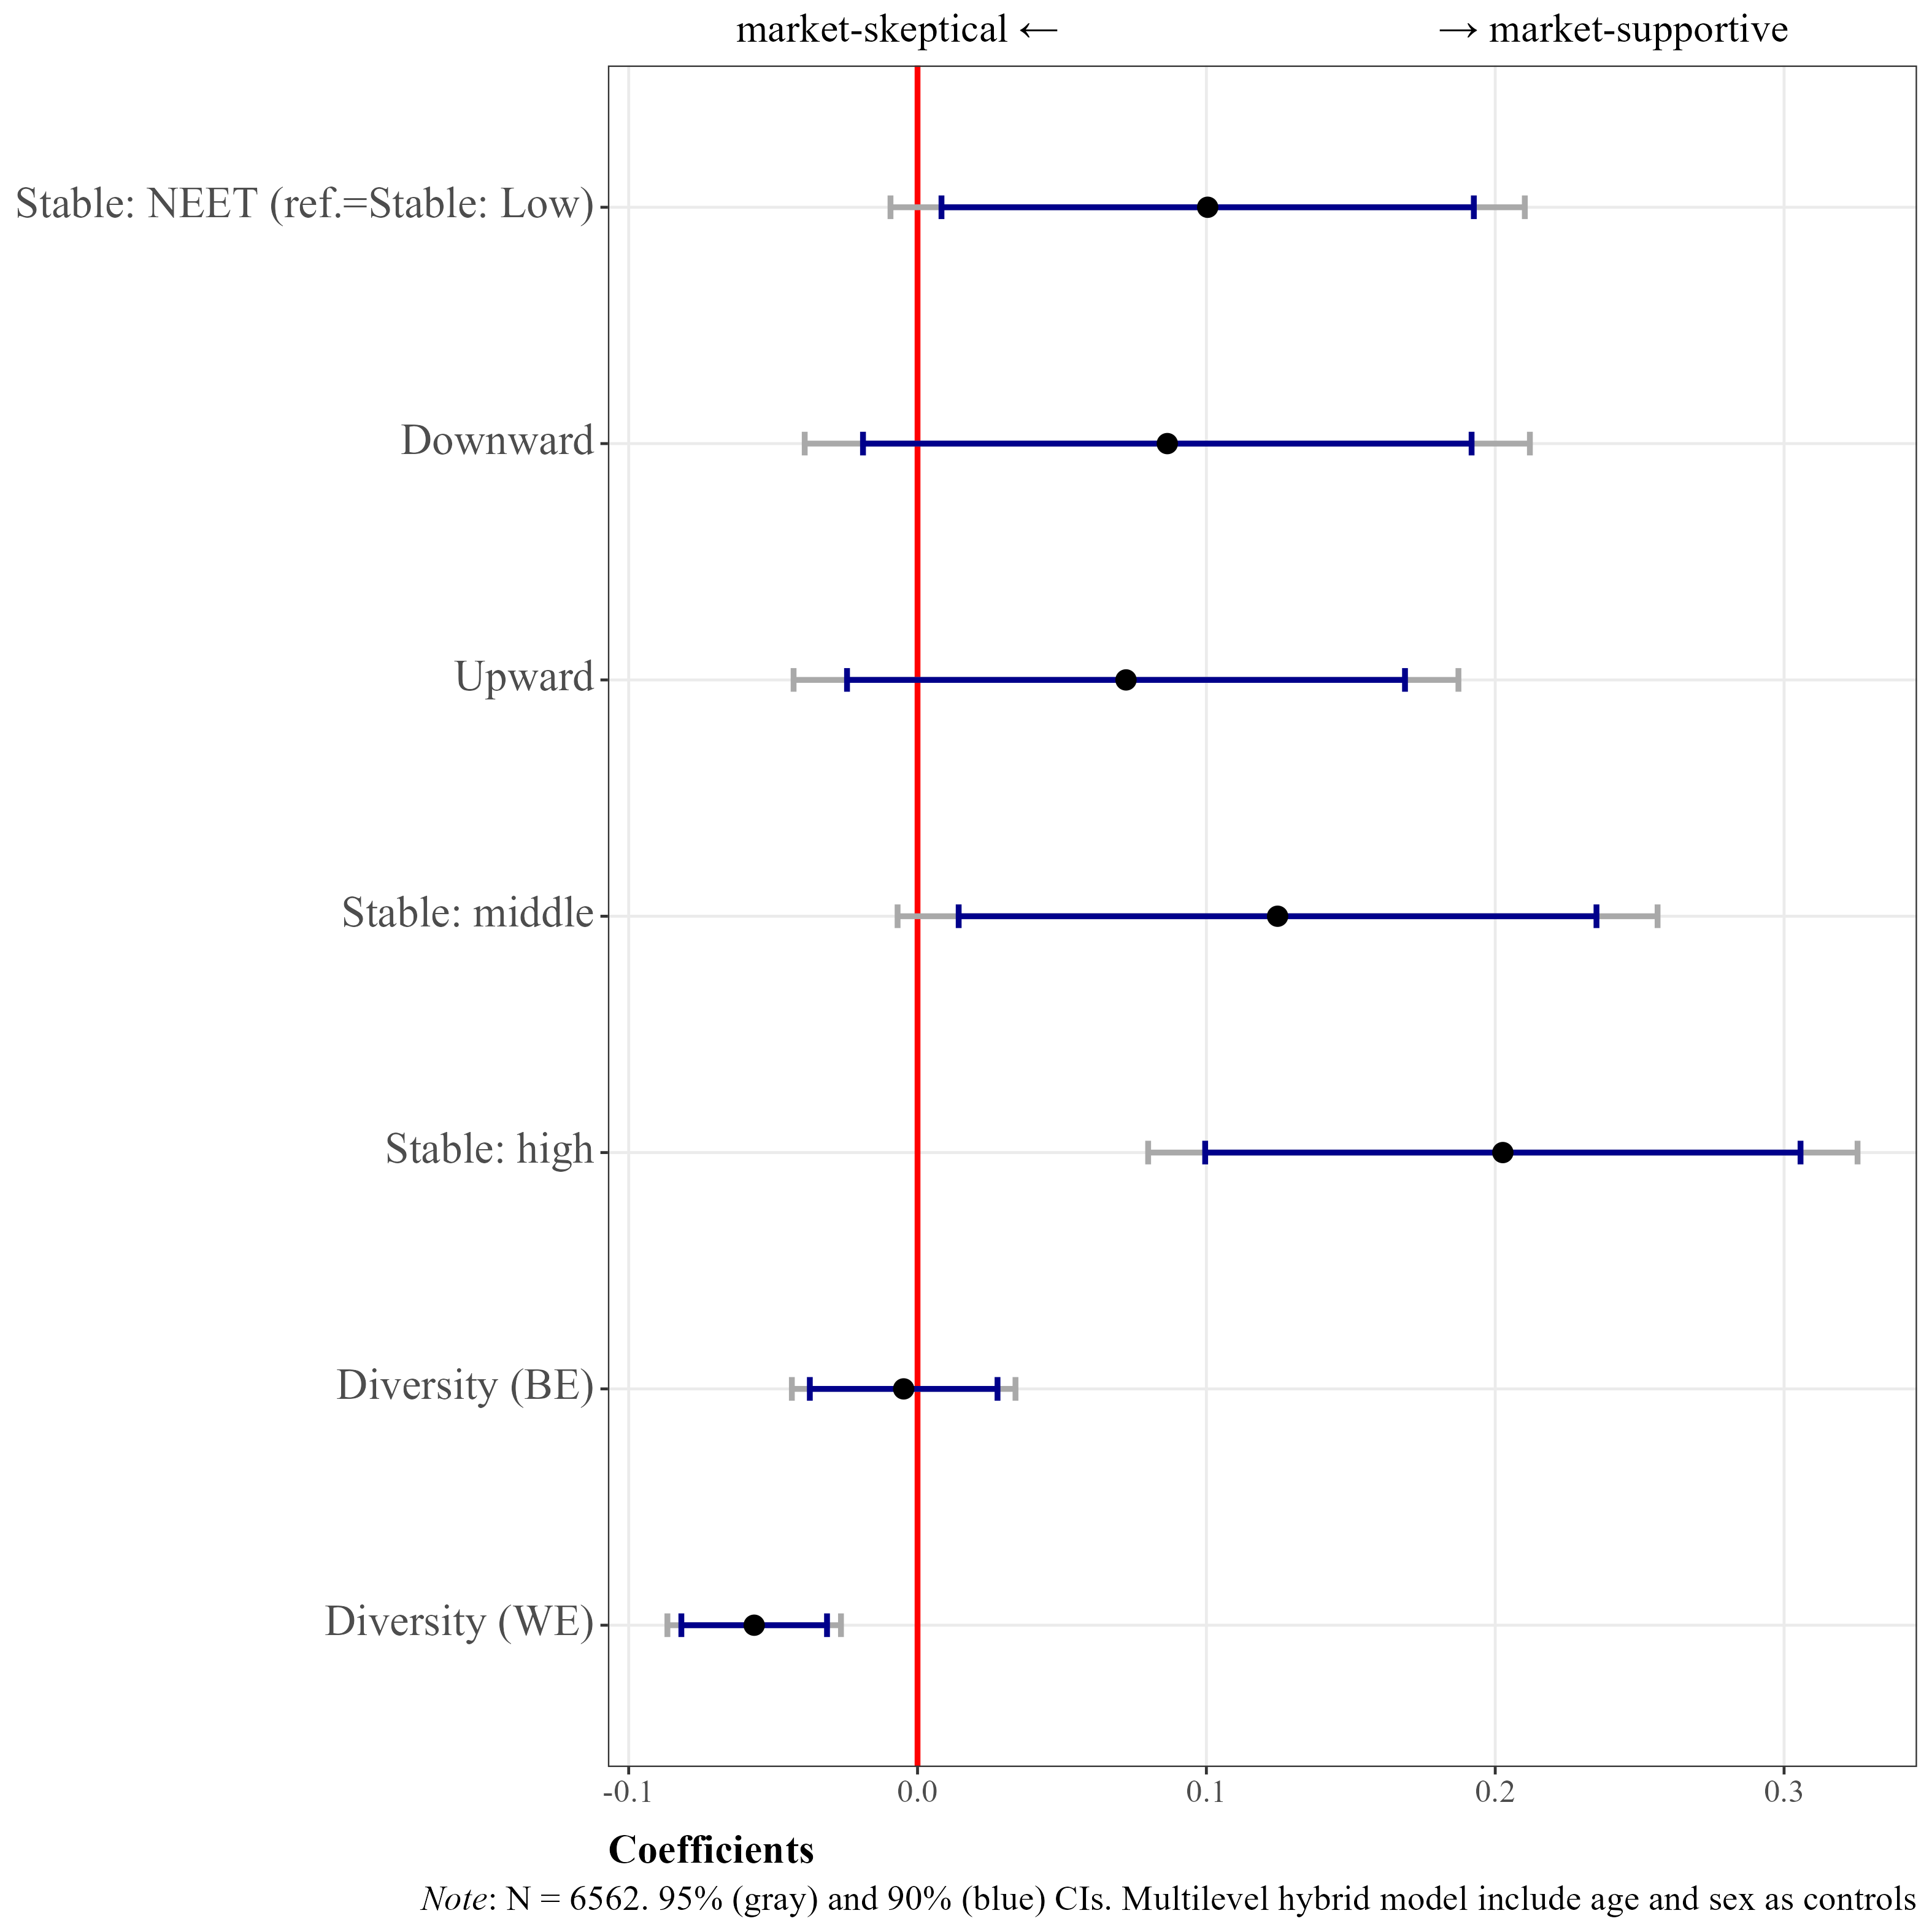 market-skeptical ← → market-supportive
Stable: NEET (ref.=Stable: Low)
Downward
Upward
Stable: middle
Stable: high
Diversity (BE)
Diversity (WE)
-0.1 0.0 0.1 0.2 0.3
Coefficients
Note: N = 6562. 95% (gray) and 90% (blue) CIs. Multilevel hybrid model include age and sex as controls